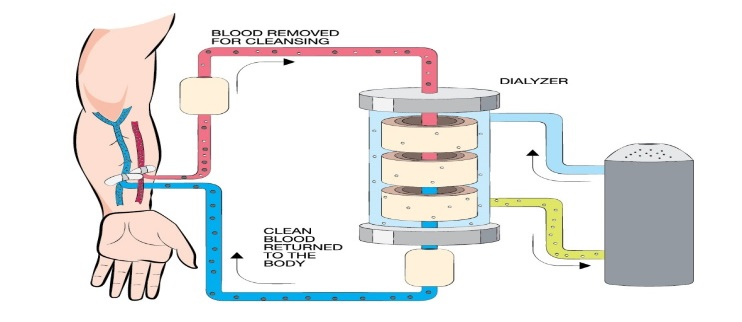 BLOOD REMOVED
FOR CLEANSING
DIALYZER
CLEAN
BLOOD
RETURNED
TO THE
BODY